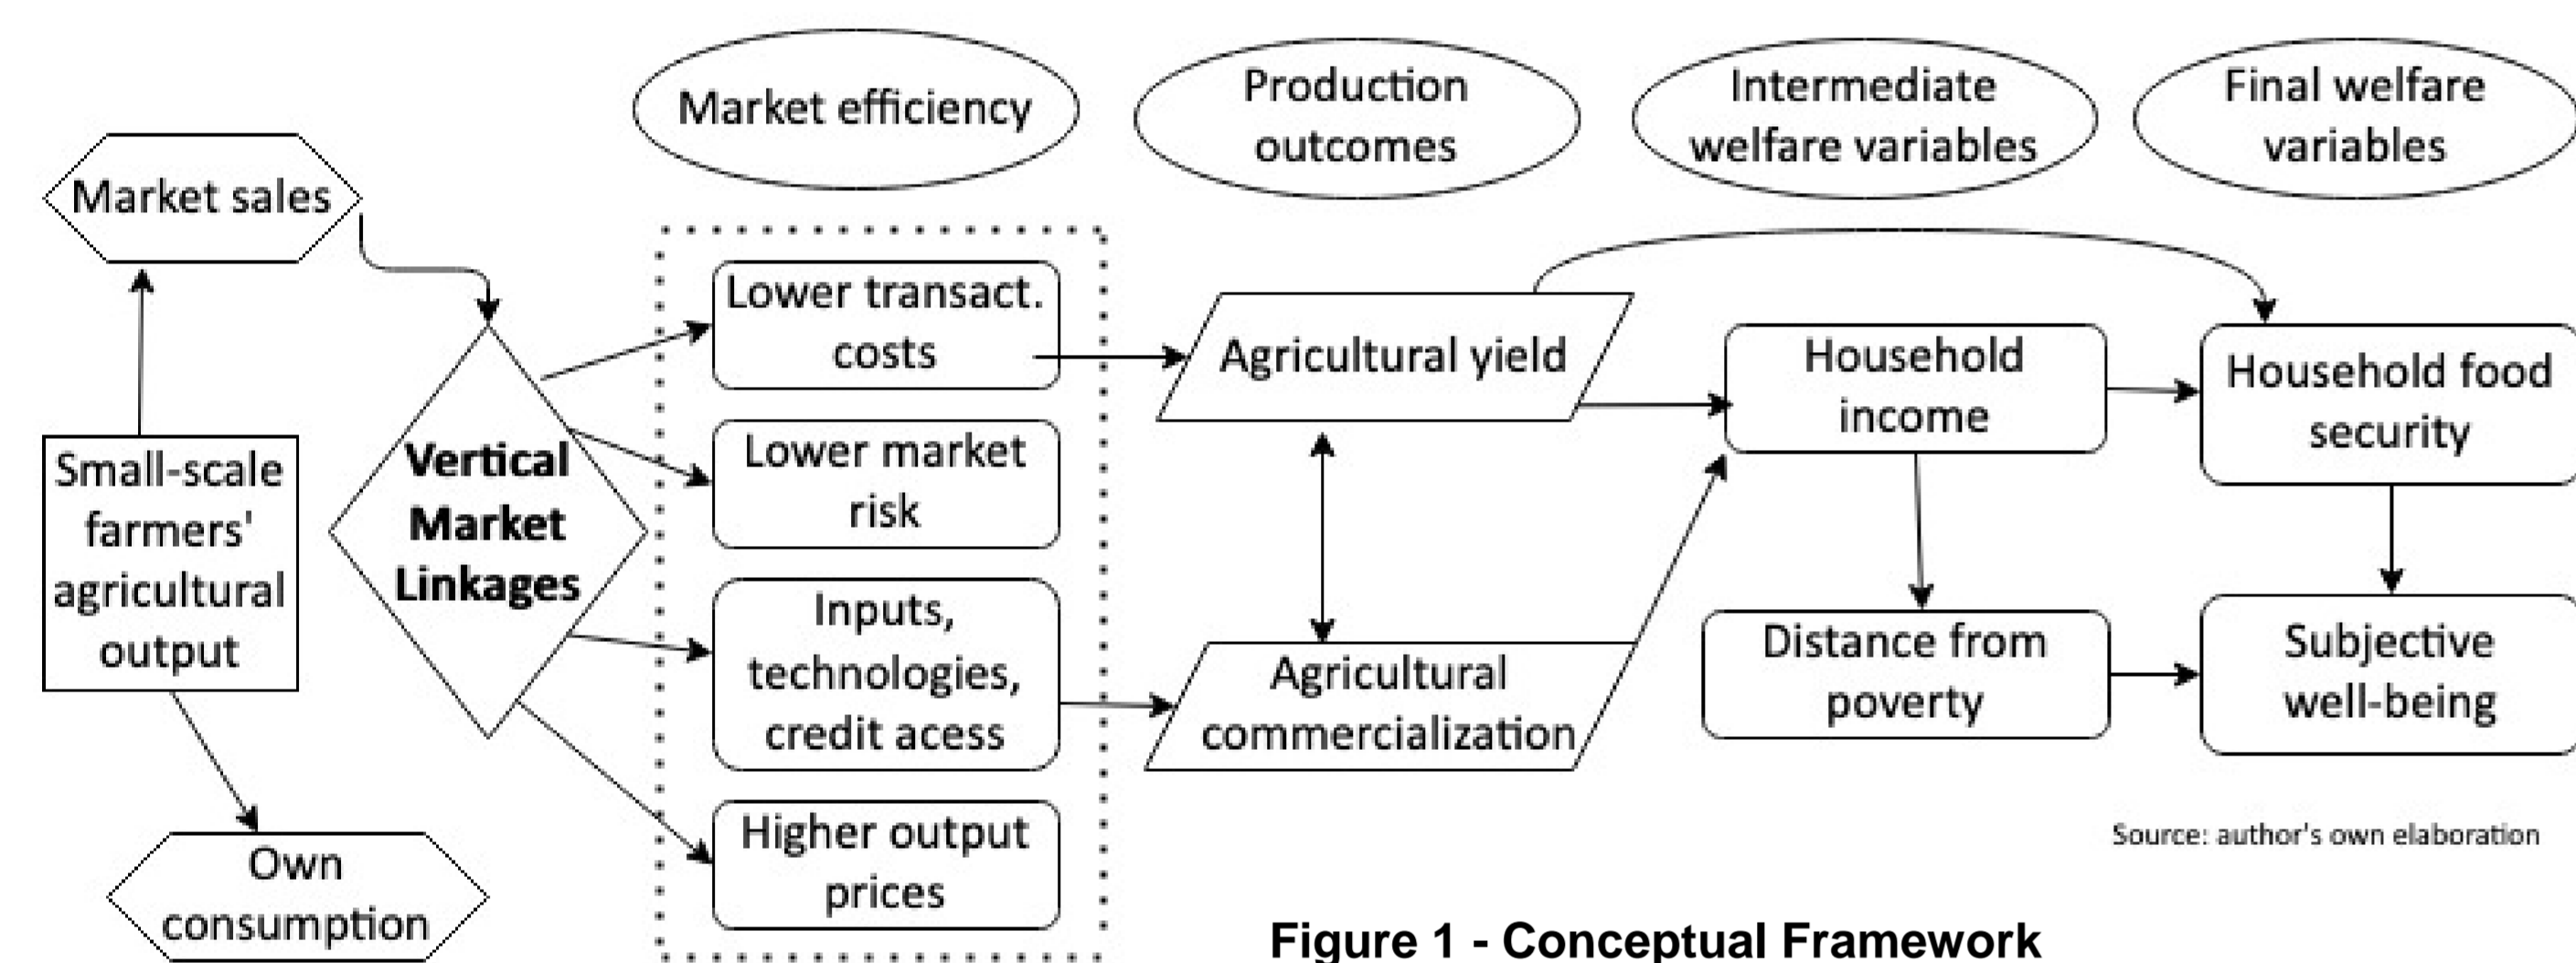 Market efficiency
Production
outcomes
Intermediate
welfare variables
Final welfare
variables
Market sales
Small-scale
farmers'
agricultural
output
Own
consumption
Vertical
Market
Linkages
Lower transact.
costs
Lower market
risk
Inputs,
technologies,
credit acess
Higher output
prices
Agricultural yield
Agricultural
commercialization
Household
income
Distance from
poverty
Household food
security
Subjective
well-being
Source: author's own elaboration
Figure 1 - Conceptual Framework